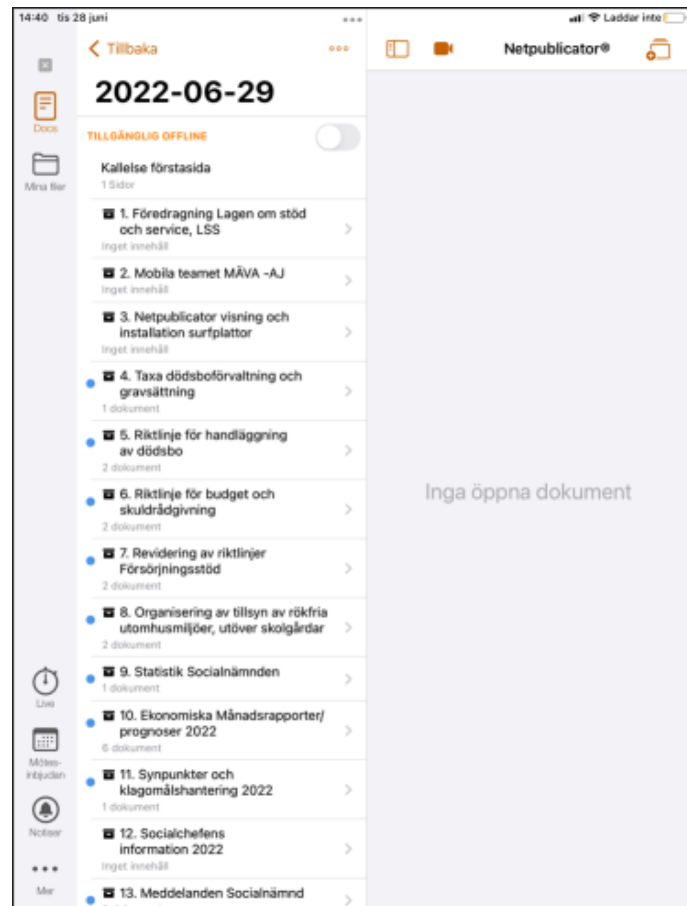 14:40 tis 28 juni
Laddar inte
Tillbaka
Netpublicator®
2022-06-29
Docs
TILLGÄNGLIG OFFLINE
Mina filer
Kallelse förstasida
1 Sidor
1. Föredragning Lagen om stöd
och service, LSS
Inget innehåll
2. Mobila teamet MÄVA -AJ
Inget innehåll
3. Netpublicator visning och
installation surfplattor
Inget innehåll
4. Taxa dödsboförvaltning och
gravsättning
1 dokument
5. Riktlinje för handläggning
av dödsbo
2 dokument
6. Riktlinje för budget och
skuldrådgivning
2 dokument
7. Revidering av riktlinjer
Försörjningsstöd
2 dokument
8. Organisering av tillsyn av rökfria
utomhusmiljöer, utöver skolgårdar
2 dokument
9. Statistik Socialnämnden
1 dokument
10. Ekonomiska Månadsrapporter/
prognoser 2022
6 dokument
11. Synpunkter och
klagomålshantering 2022
1 dokument
12. Socialchefens
information 2022
Inget innehåll
13. Meddelanden Socialnämnd
Live
Mötes-
inbjudan
Notiser
Mer
Inga öppna dokument